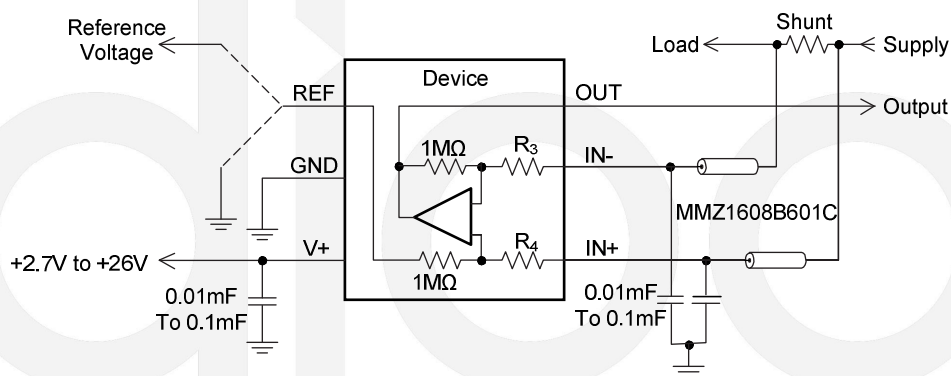 Reference
Voltage
Shunt
Load
Supply
Device
REF
OUT
Output
1MΩ
R3
IN-
GND
MMZ1608B601C
V+
R4
IN+
+2.7V to +26V
1MΩ
0.01mF
To 0.1mF
0.01mF
To 0.1mF